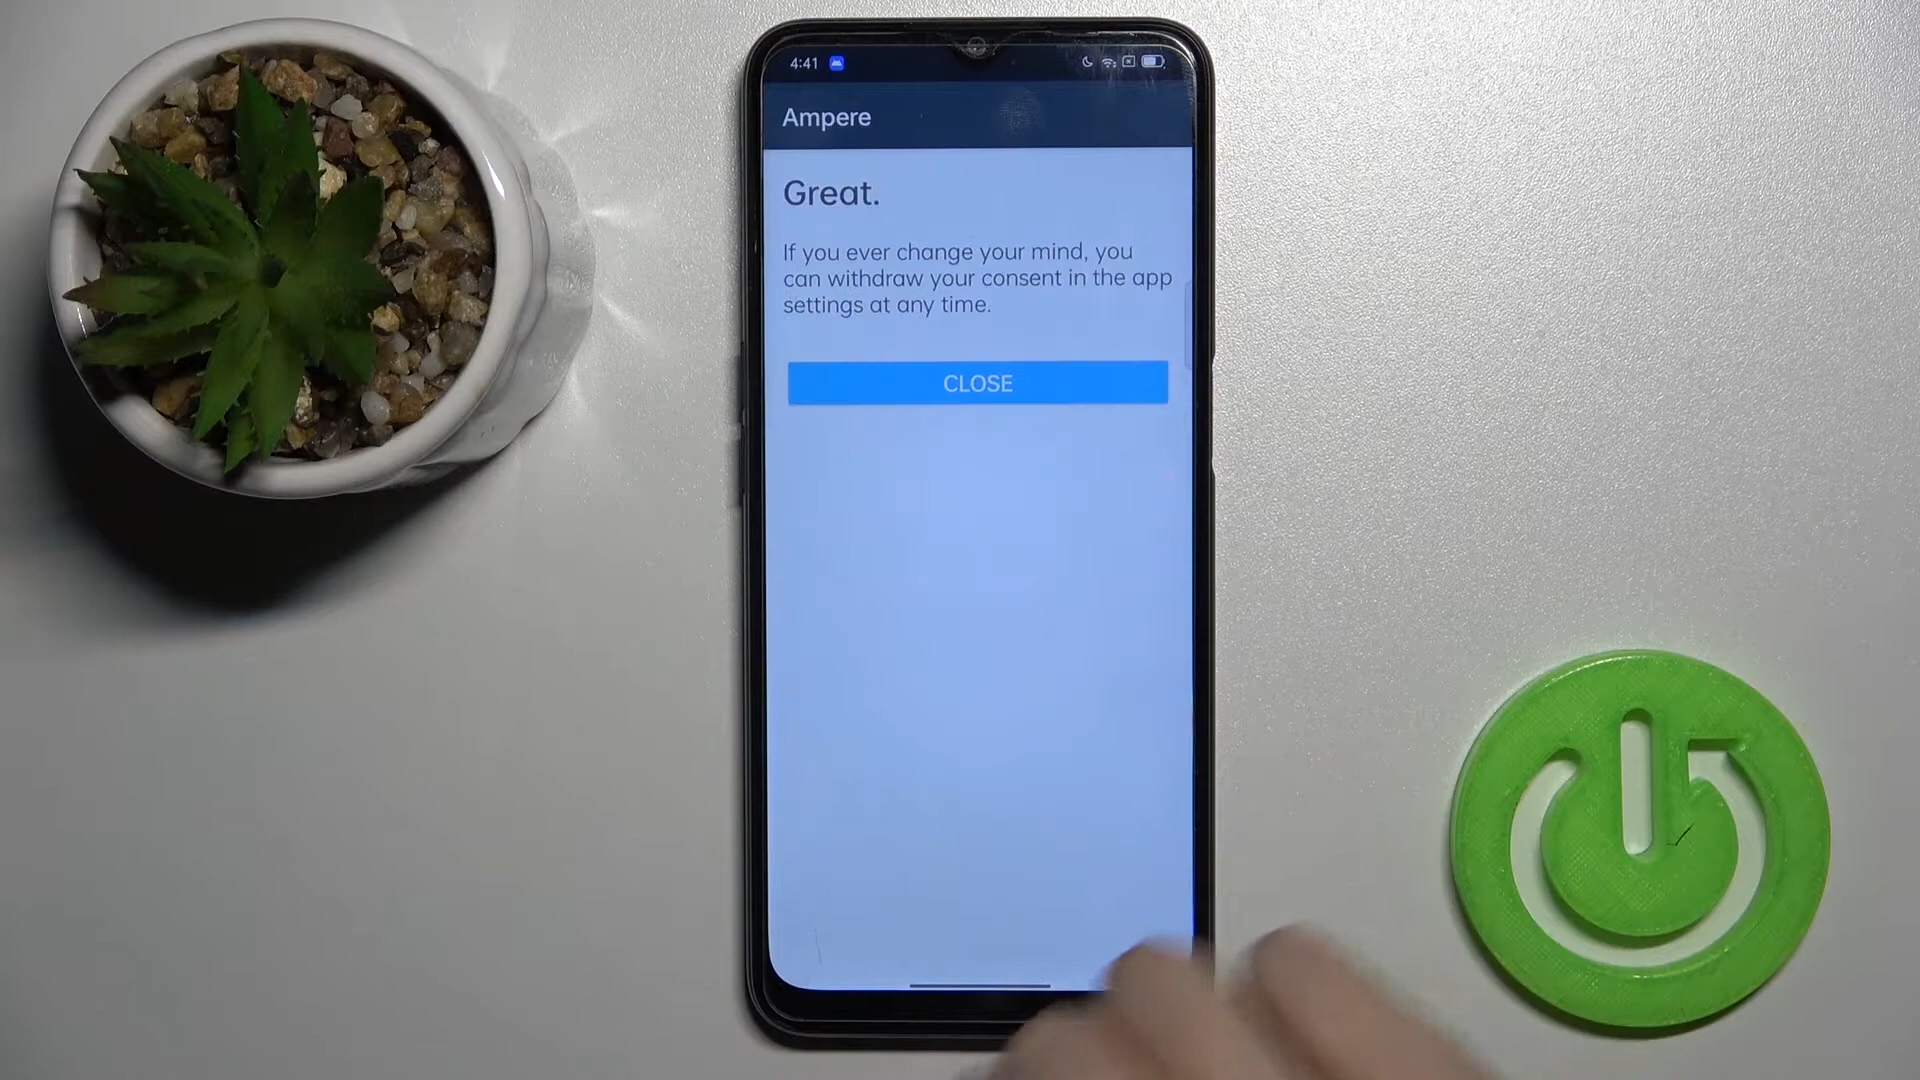 4:41
Ampere
Great.
If you ever change your mind, you
can withdraw your consent in the app
settings at any time.
CLOSE